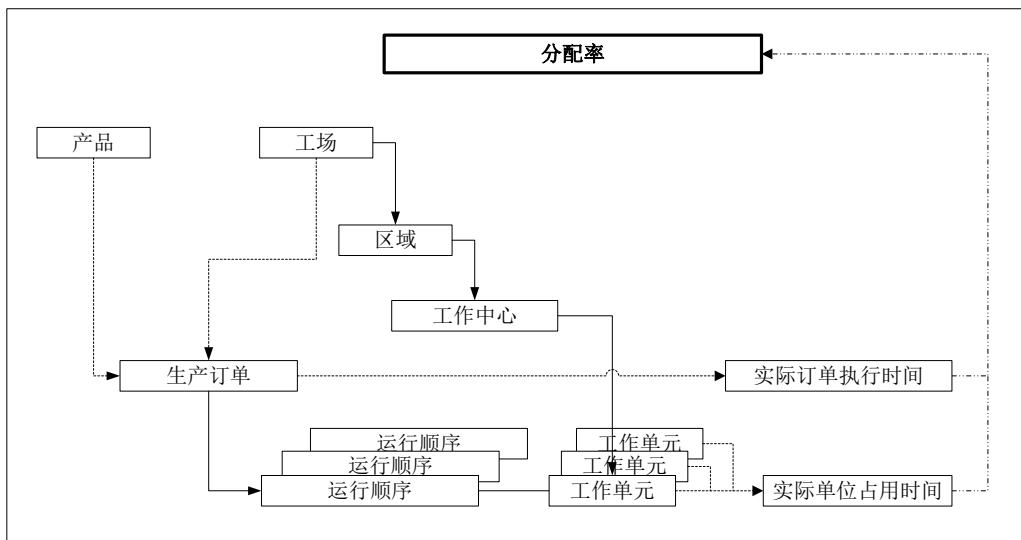 分配率
产品
工场
区域
工作中心
生产订单
实际订单执行时间
运行顺序
工作单元
运行顺序
工作单元
运行顺序
工作单元
实际单位占用时间